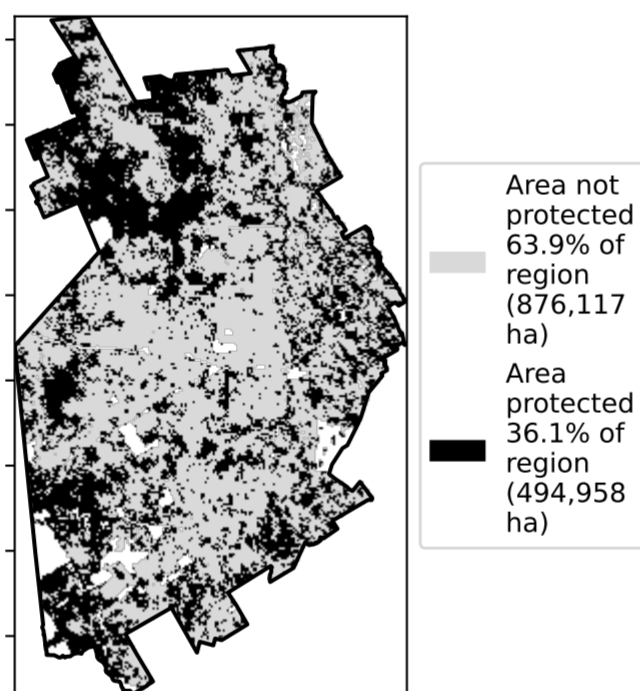 Area not
protected
63.9% of
region
(876,117
ha)
Area
protected
36.1% of
region
(494,958
ha)